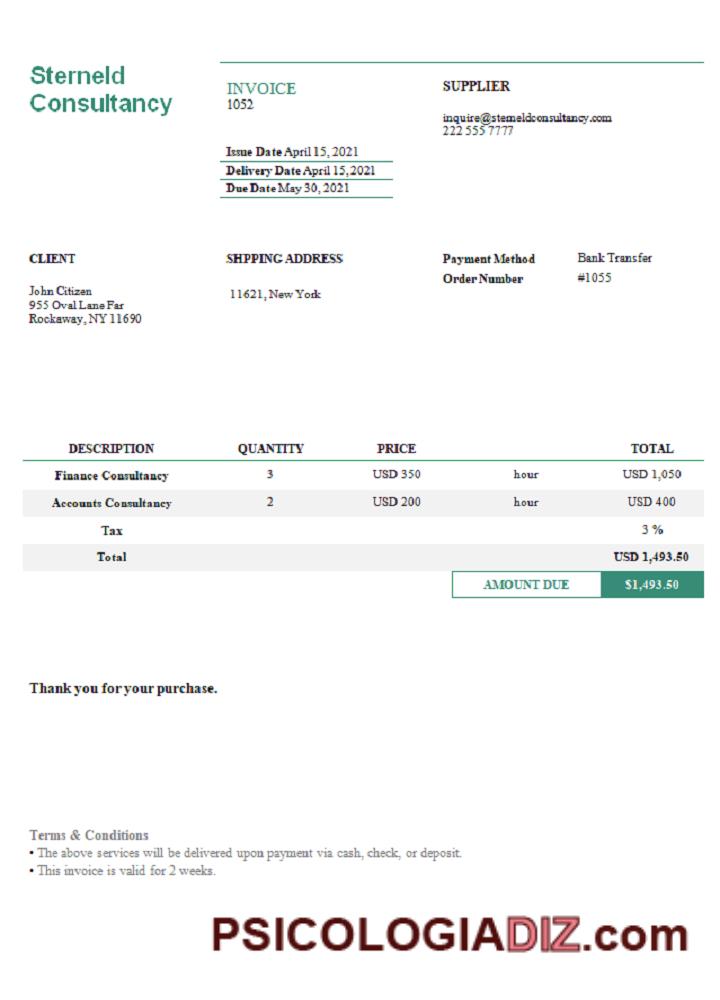 Sterneld
Consultancy
INVOICE
1052
SUPPLIER
inquire@sterneldconsultancy.com
222 555 7777
Issue Date April 15, 2021
Delivery Date April 15, 2021
Due Date May 30, 2021
CLIENT
John Citizen
955 Oval Lane Far
Rockaway, NY 11690
SHPPING ADDRESS
11621, New York
Payment Method Bank Transfer
Order Number #1055
DESCRIPTION QUANTITY PRICE TOTAL
Finance Consultancy 3 USD 350 hour USD 1,050
Accounts Consultancy 2 USD 200 hour USD 400
Tax 3 %
Total USD 1,493.50
AMOUNT DUE $1,493.50
Thank you for your purchase.
Terms & Conditions
• The above services will be delivered upon payment via cash, check, or deposit.
• This invoice is valid for 2 weeks.
PSICOLOGIADIZ.com